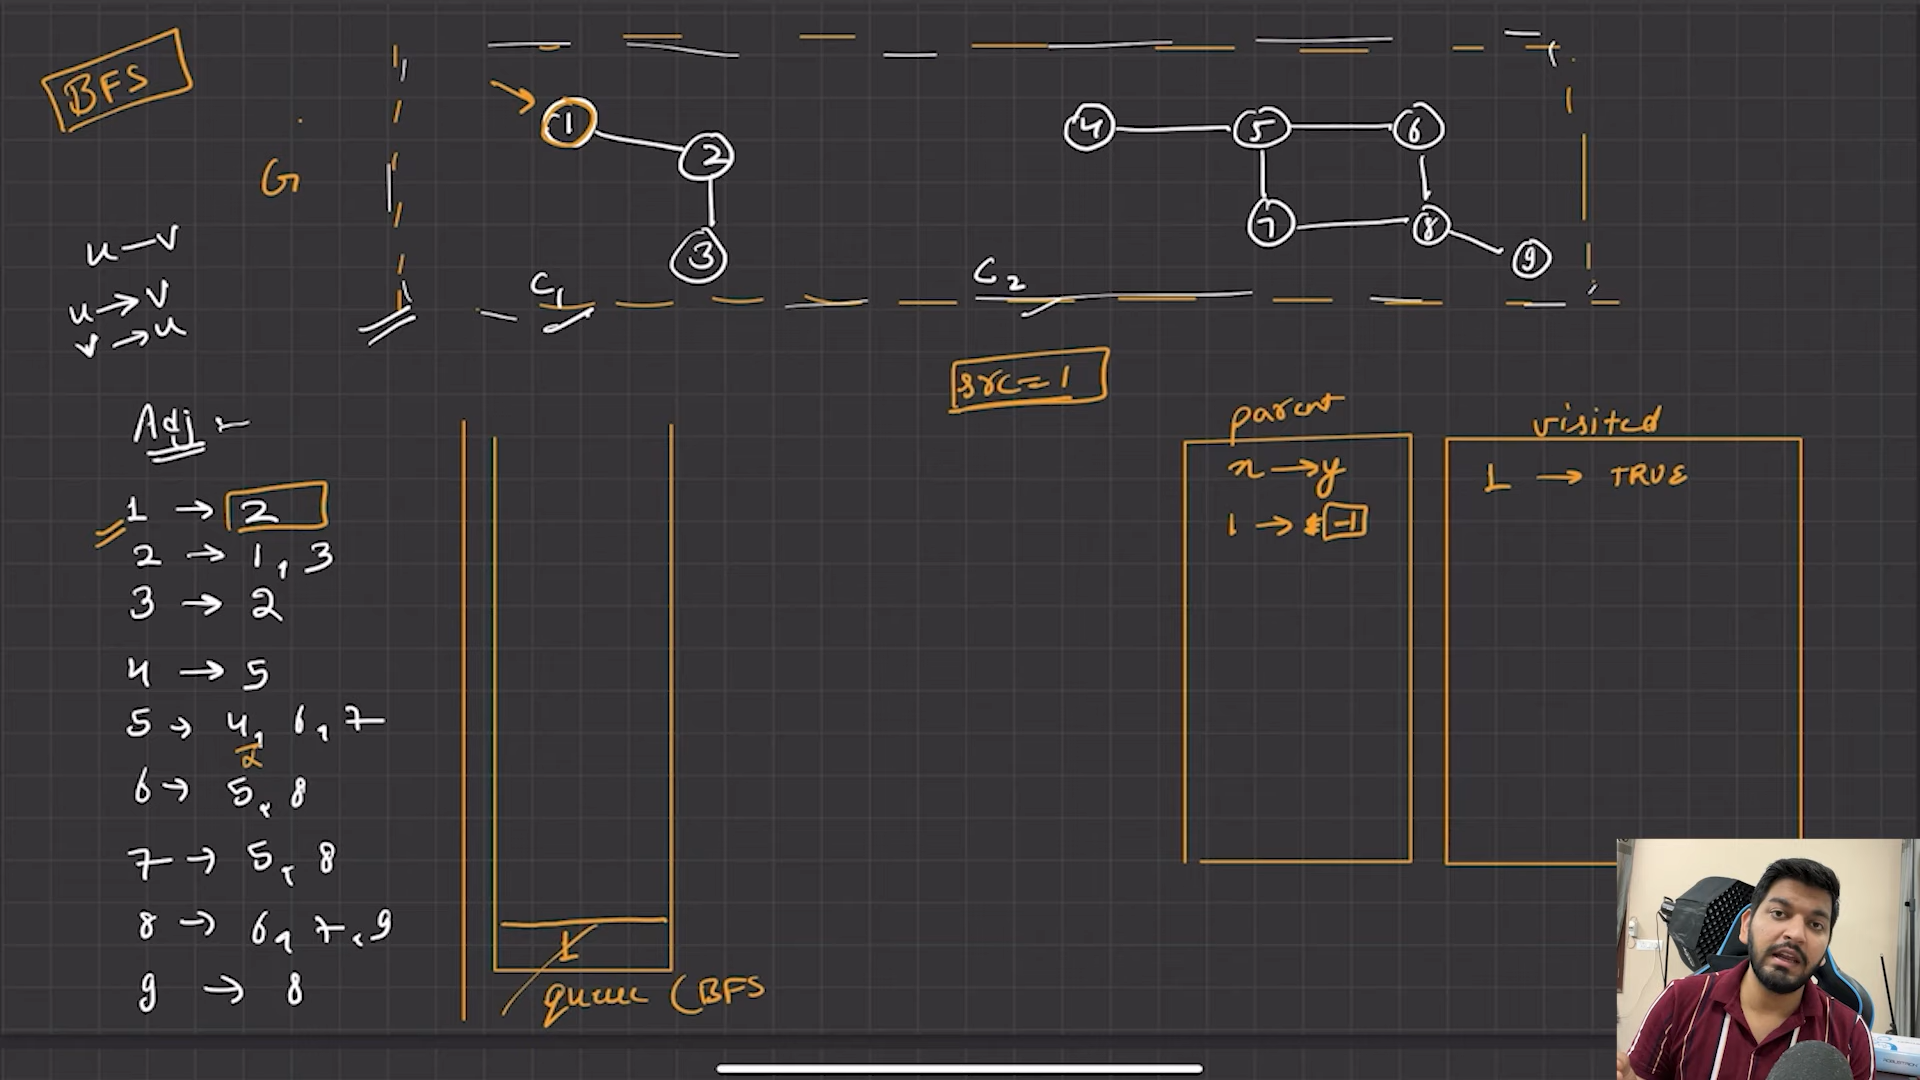 BFS
G
1
2
3
4
5
6
7
8
9
C1
C2
u—v
u→v
v→u
src=1
Adj:-
1 → 2
2 → 1, 3
3 → 2
4 → 5
5 → 4, 6, 7
2
6 → 5, 8
7 → 5, 8
8 → 6, 7, 9
9 → 8
1
queue (BFS
parent
x → y
1 → -1
visited
1 → TRUE